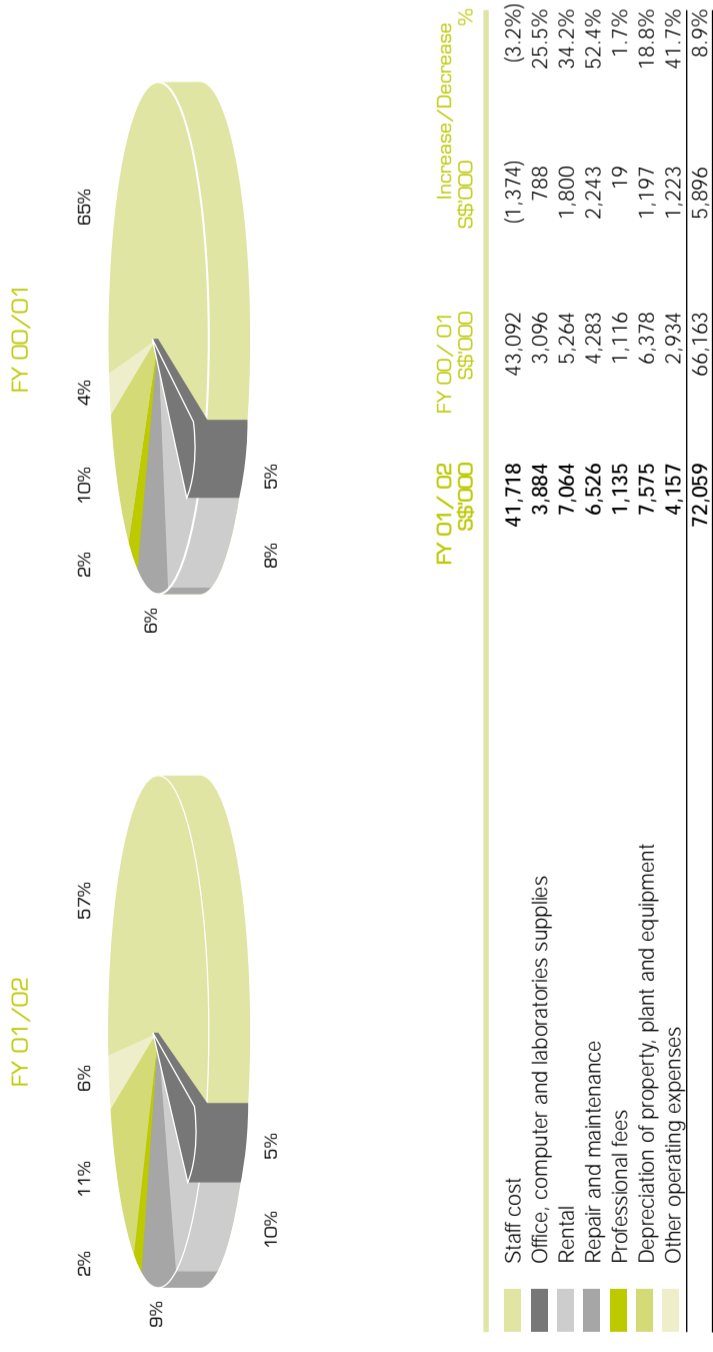 FY 01/02
FY 00/01
57%
6%
11%
2%
9%
10%
5%
65%
4%
10%
2%
6%
8%
5%
FY 01/ 02 FY 00/ 01 Increase/Decrease
S$'000 S$'000 S$'000 %
Staff cost 41,718 43,092 (1,374) (3.2%)
Office, computer and laboratories supplies 3,884 3,096 788 25.5%
Rental 7,064 5,264 1,800 34.2%
Repair and maintenance 6,526 4,283 2,243 52.4%
Professional fees 1,135 1,116 19 1.7%
Depreciation of property, plant and equipment 7,575 6,378 1,197 18.8%
Other operating expenses 4,157 2,934 1,223 41.7%
72,059 66,163 5,896 8.9%